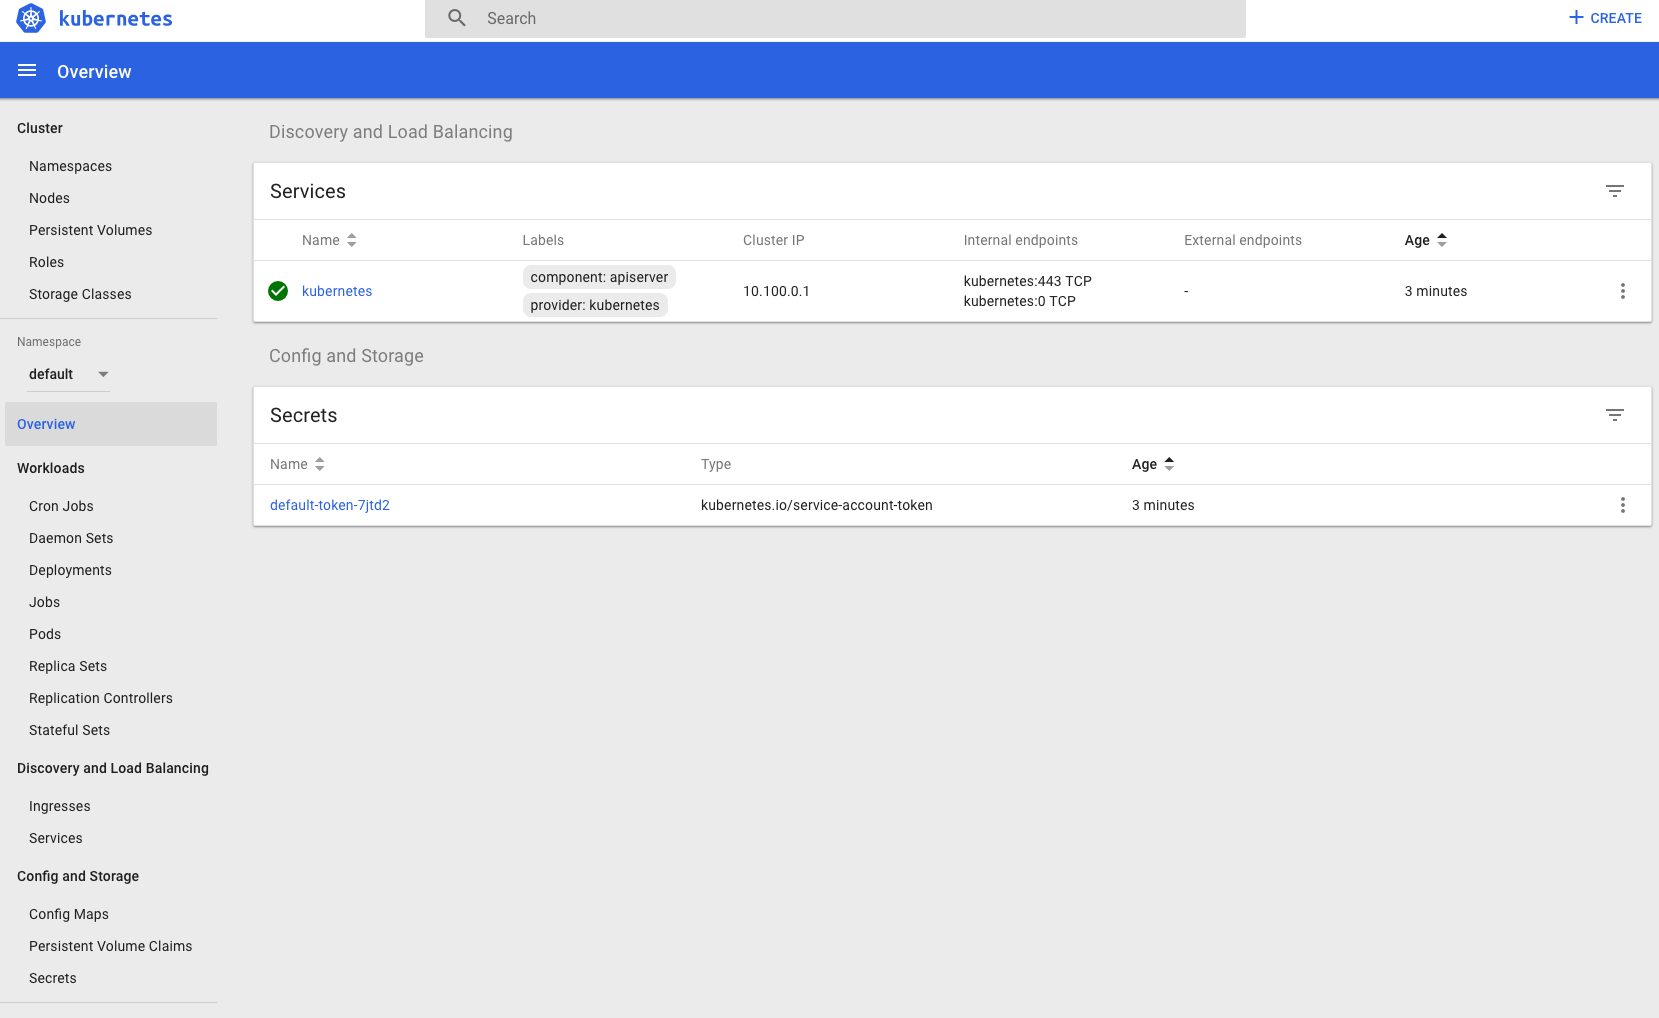 kubernetes
Search
CREATE
Overview
Cluster
Namespaces
Nodes
Persistent Volumes
Roles
Storage Classes
Namespace
default
Overview
Workloads
Cron Jobs
Daemon Sets
Deployments
Jobs
Pods
Replica Sets
Replication Controllers
Stateful Sets
Discovery and Load Balancing
Ingresses
Services
Config and Storage
Config Maps
Persistent Volume Claims
Secrets
Discovery and Load Balancing
Services
Name Labels Cluster IP Internal endpoints External endpoints Age
kubernetes component: apiserver provider: kubernetes 10.100.0.1 kubernetes:443 TCP kubernetes:0 TCP - 3 minutes
Config and Storage
Secrets
Name Type Age
default-token-7jtd2 kubernetes.io/service-account-token 3 minutes